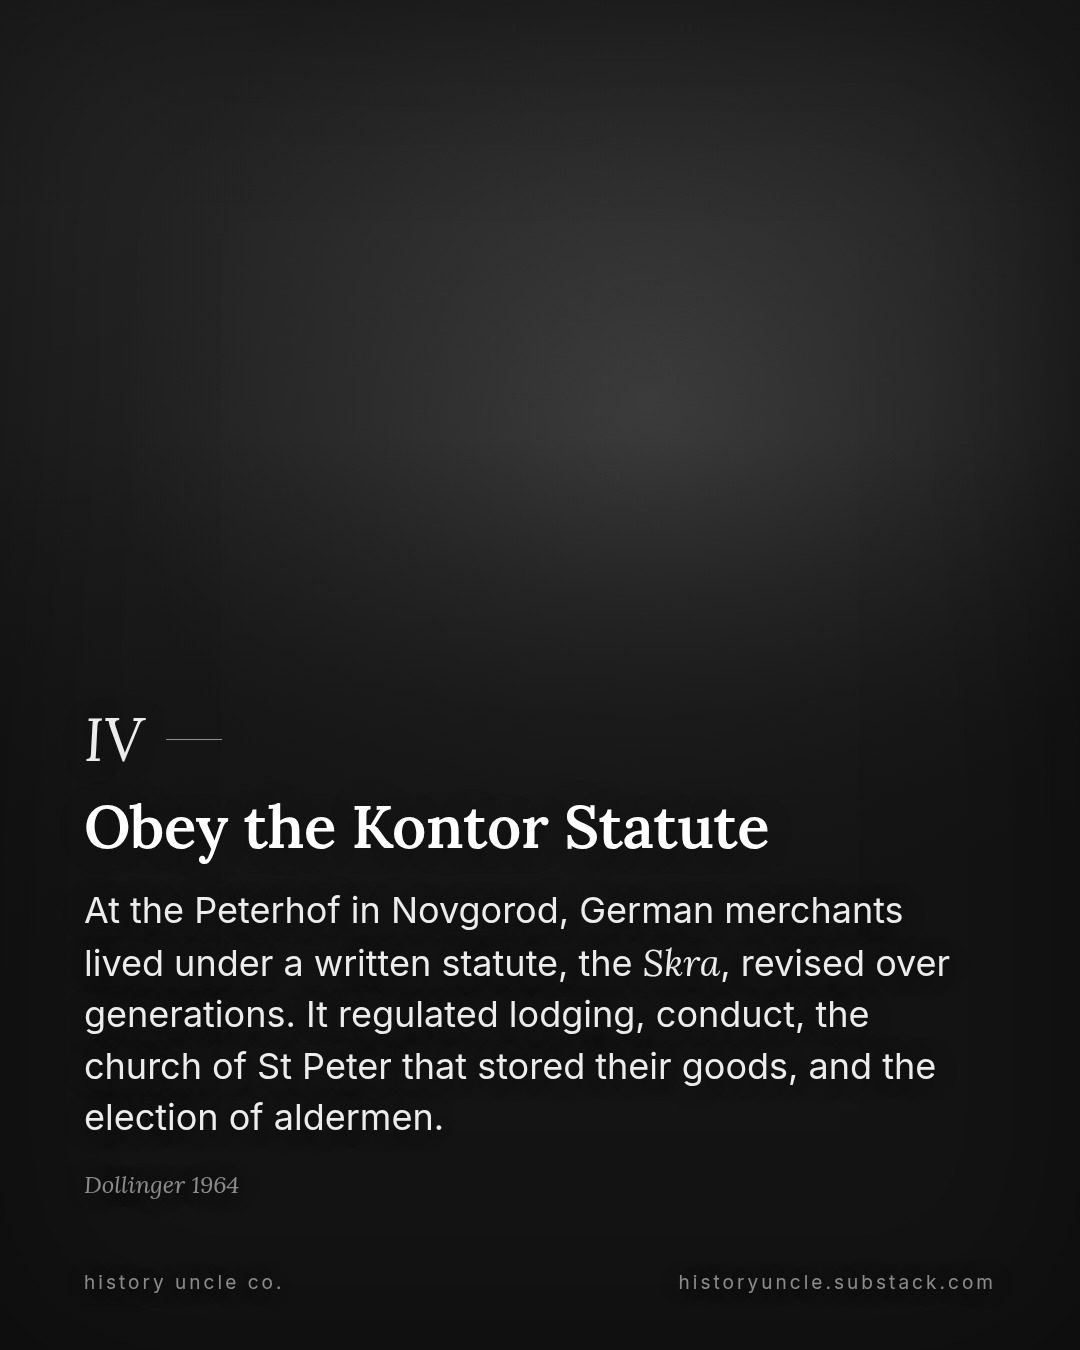 IV
Obey the Kontor Statute
At the Peterhof in Novgorod, German merchants
lived under a written statute, the Skra, revised over
generations. It regulated lodging, conduct, the
church of St Peter that stored their goods, and the
election of aldermen.
Dollinger 1964
history uncle co.
historyuncle.substack.com